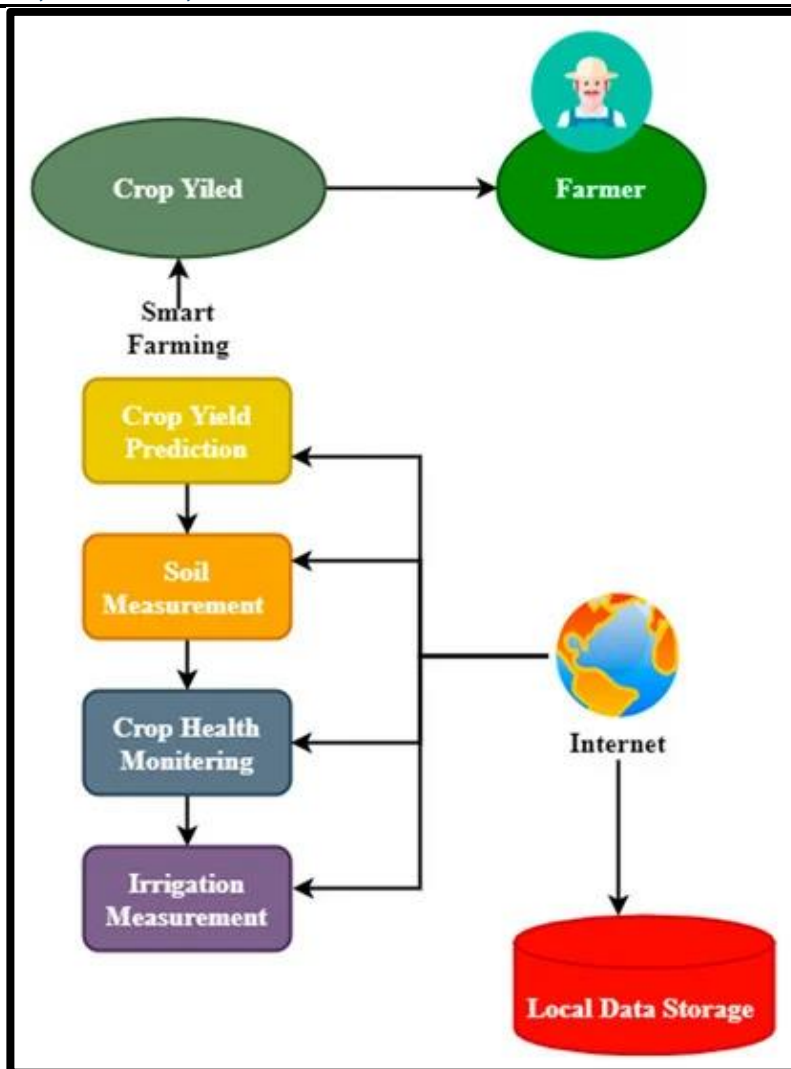 Crop Yiled
Farmer
Smart
Farming
Crop Yield
Prediction
Soil
Measurement
Crop Health
Monitering
Internet
Irrigation
Measurement
Local Data Storage